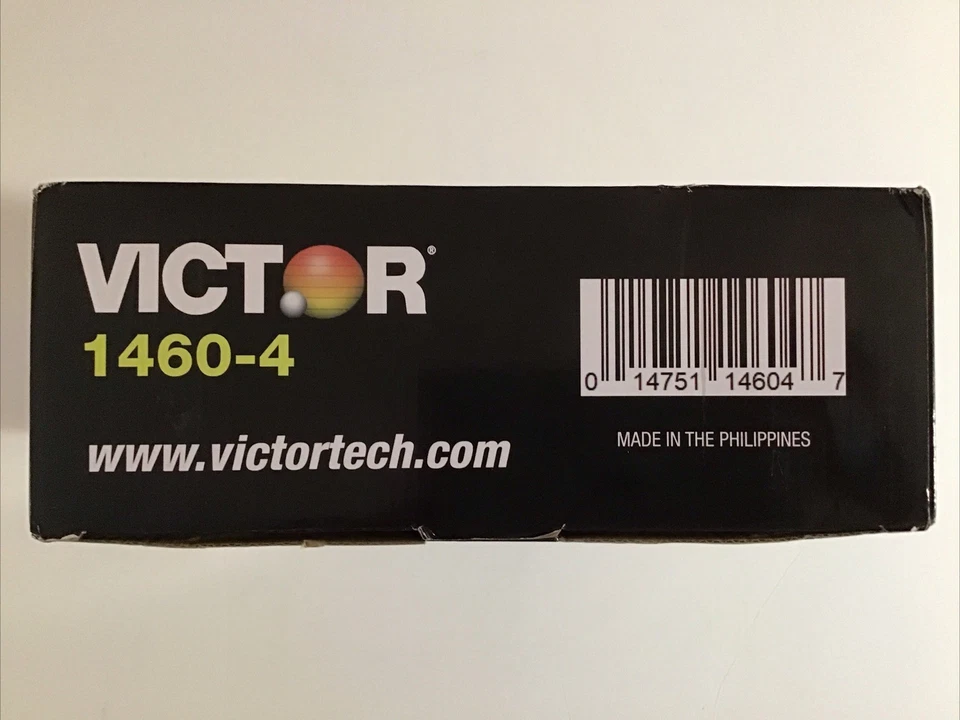 VICTOR®
1460-4
www.victortech.com
0 14751 14604 7
MADE IN THE PHILIPPINES